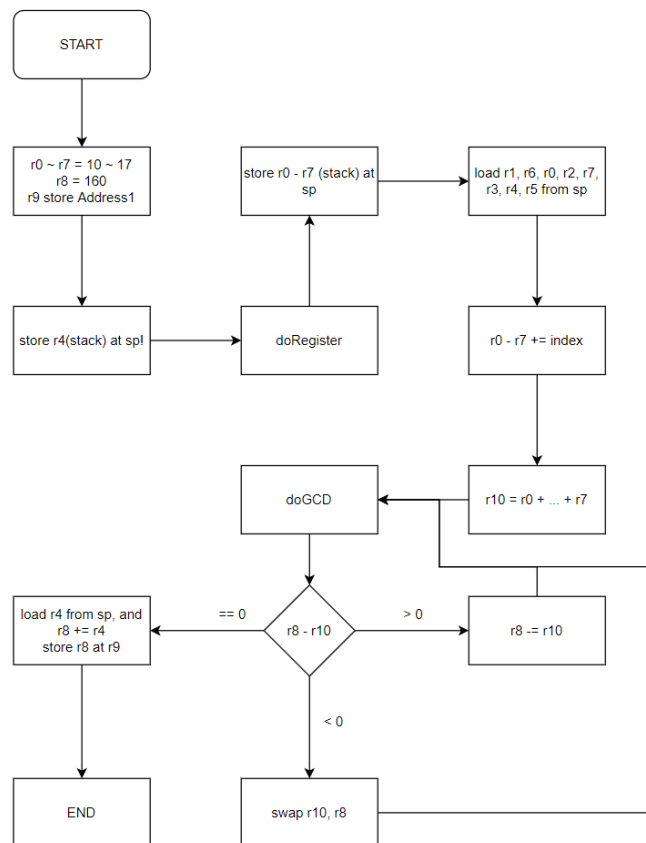 START
r0 ~ r7 = 10 ~ 17
r8 = 160
r9 store Address1
store r4(stack) at sp!
doRegister
store r0 - r7 (stack) at
sp
load r1, r6, r0, r2, r7,
r3, r4, r5 from sp
r0 - r7 += index
r10 = r0 + ... + r7
doGCD
r8 - r10
== 0
> 0
< 0
load r4 from sp, and
r8 += r4
store r8 at r9
r8 -= r10
END
swap r10, r8